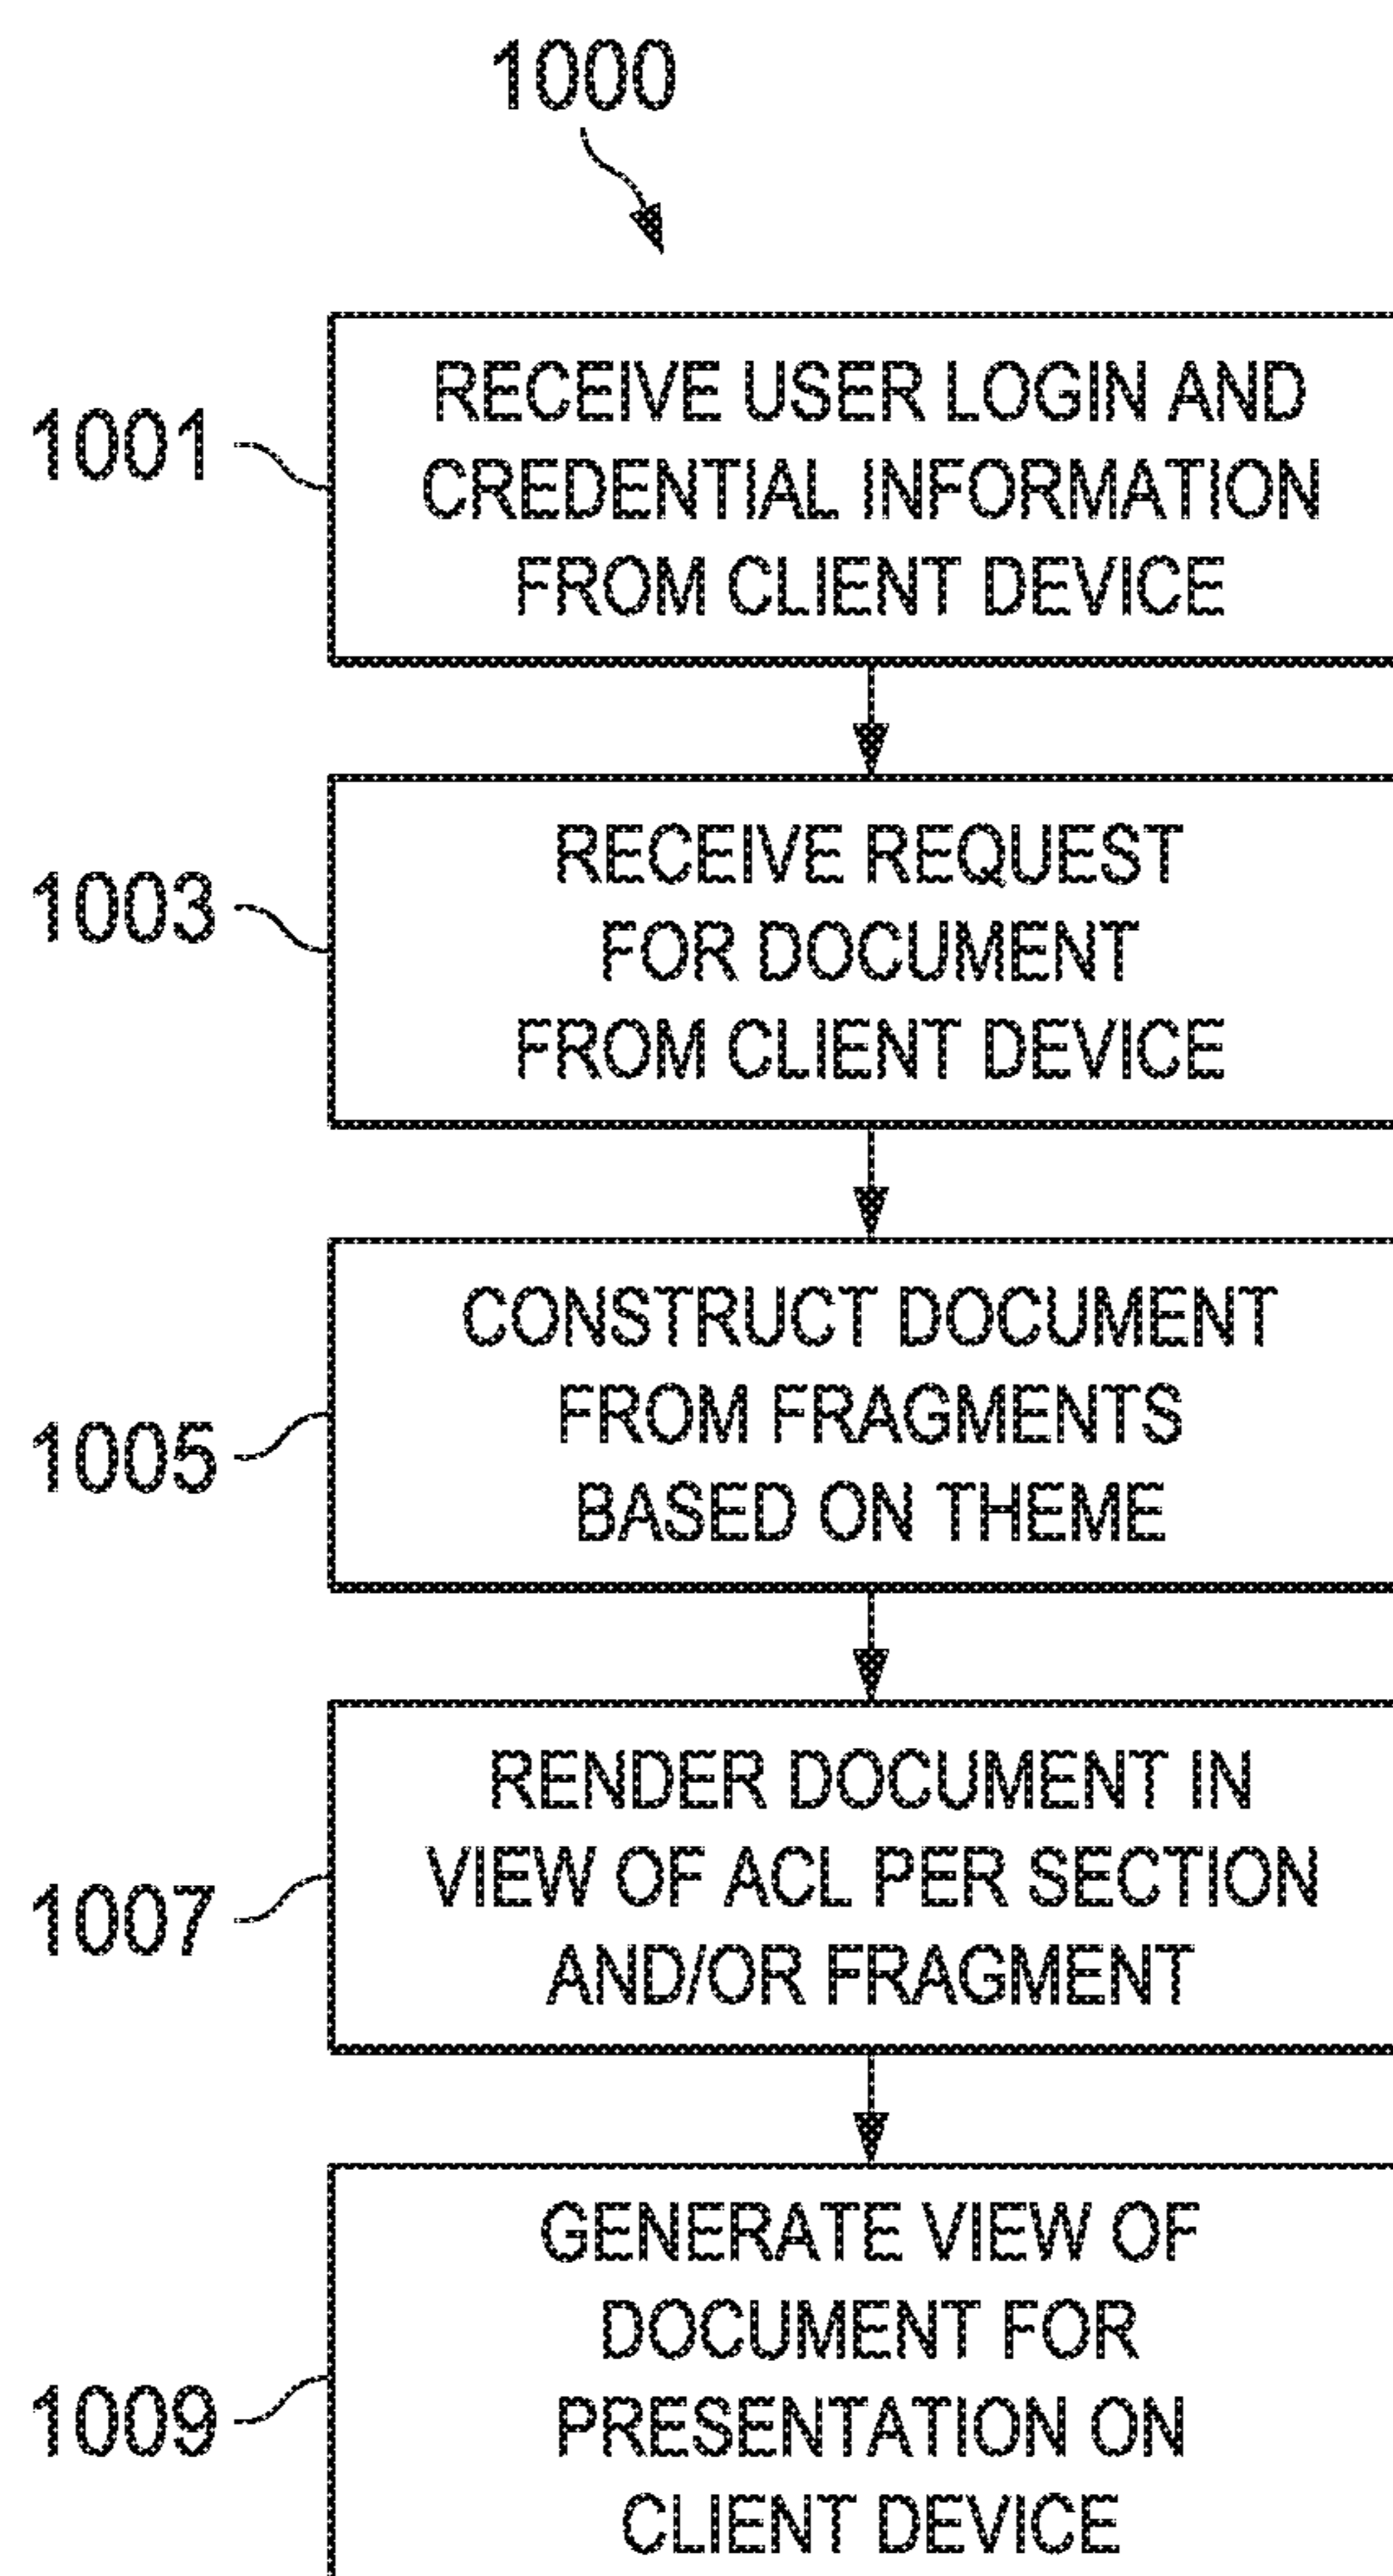 1000
1001
RECEIVE USER LOGIN AND
CREDENTIAL INFORMATION
FROM CLIENT DEVICE
1003
RECEIVE REQUEST
FOR DOCUMENT
FROM CLIENT DEVICE
1005
CONSTRUCT DOCUMENT
FROM FRAGMENTS
BASED ON THEME
1007
RENDER DOCUMENT IN
VIEW OF ACL PER SECTION
AND/OR FRAGMENT
1009
GENERATE VIEW OF
DOCUMENT FOR
PRESENTATION ON
CLIENT DEVICE